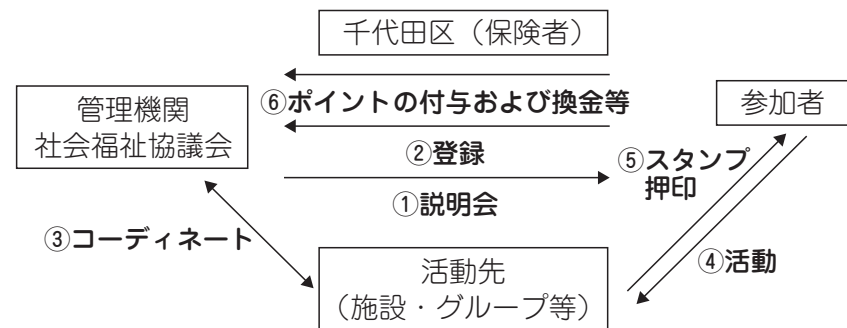 千代田区（保険者）
管理機関
社会福祉協議会
⑥ポイントの付与および換金等
参加者
②登録
①説明会
⑤スタンプ
押印
③コーディネート
④活動
活動先
（施設・グループ等）